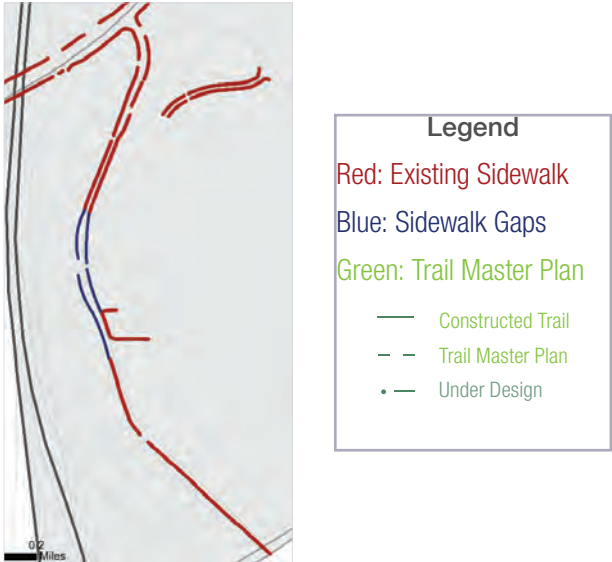 Legend
Red: Existing Sidewalk
Blue: Sidewalk Gaps
Green: Trail Master Plan
Constructed Trail
Trail Master Plan
Under Design
0.2
Miles